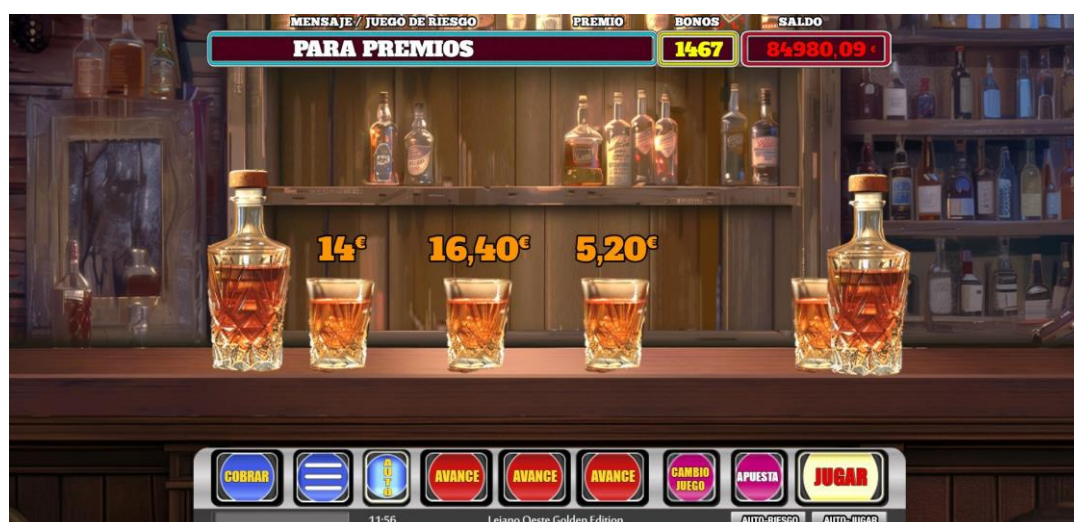 MENSAJE / JUEGO DE RIESGO PREMIO BONOS SALDO
PARA PREMIOS 1467 84980,09 €
14€ 16,40€ 5,20€
COBRAR AUTO AVANCE AVANCE AVANCE CAMBIO JUEGO APUESTA JUGAR
11:56 Lejano Oeste Golden Edition AUTO-RIESGO AUTO-JUGAR